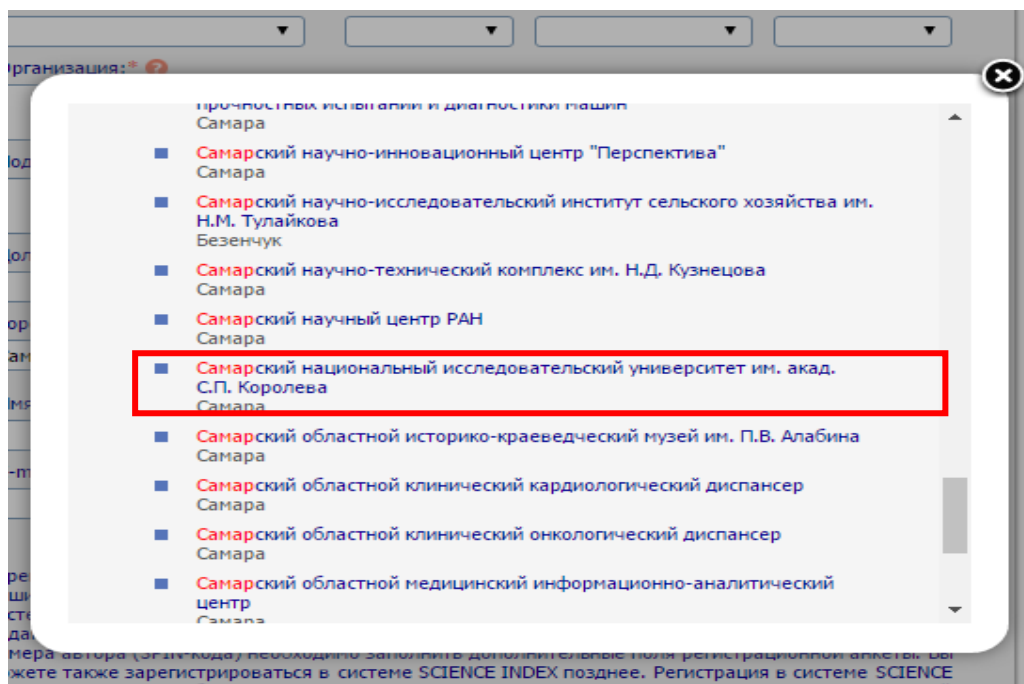 Организация:*
прочностных испытаний и диагностики машин
Самара
Самарский научно-инновационный центр "Перспектива"
Самара
Самарский научно-исследовательский институт сельского хозяйства им.
Н.М. Тулайкова
Безенчук
Самарский научно-технический комплекс им. Н.Д. Кузнецова
Самара
Самарский научный центр РАН
Самара
Самарский национальный исследовательский университет им. акад.
С.П. Королева
Самара
Самарский областной историко-краеведческий музей им. П.В. Алабина
Самара
Самарский областной клинический кардиологический диспансер
Самара
Самарский областной клинический онкологический диспансер
Самара
Самарский областной медицинский информационно-аналитический
центр
Самара
мера автора (SPIN-кода) необходимо заполнить дополнительные поля регистрационной анкеты. Вы
жете также зарегистрироваться в системе SCIENCE INDEX позднее. Регистрация в системе SCIENCE